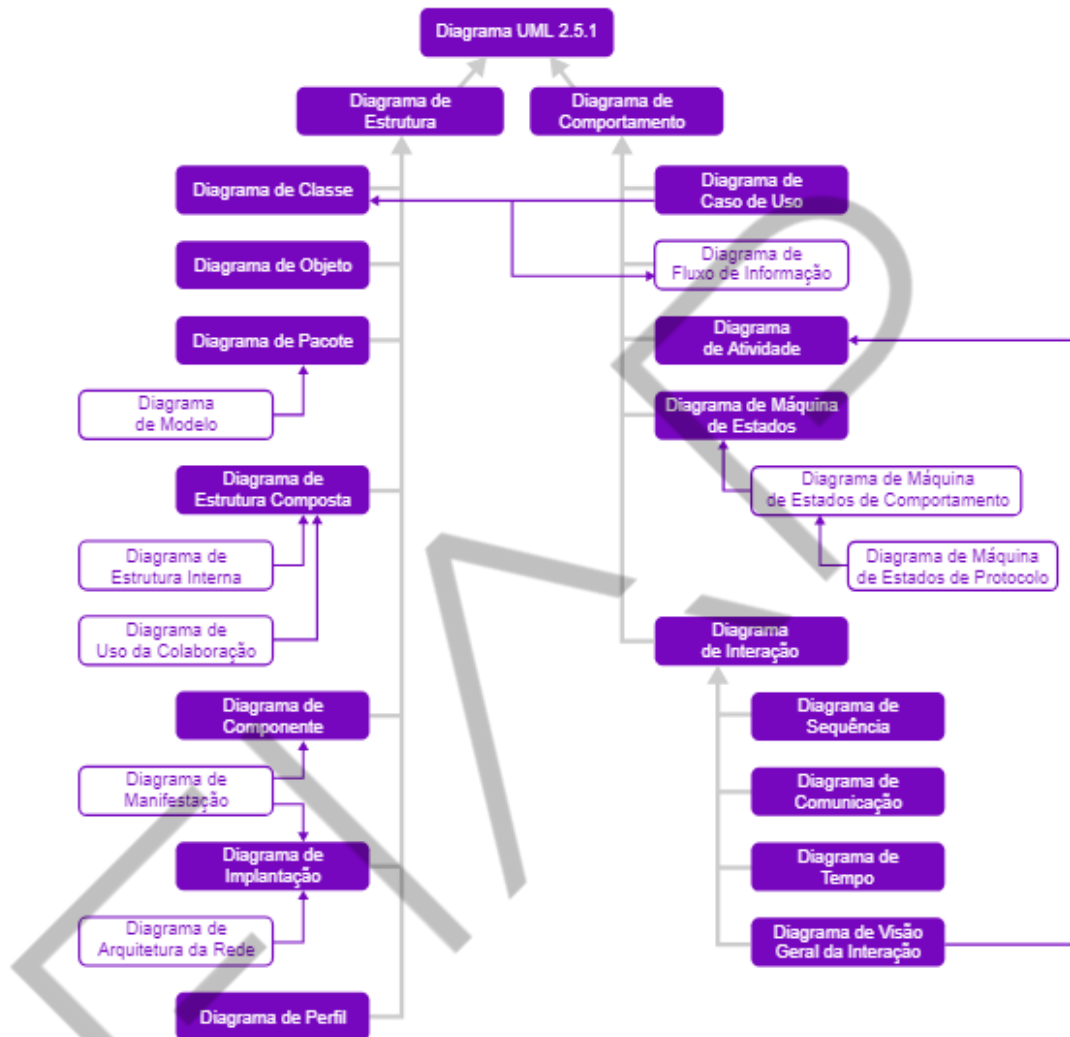 Diagrama UML 2.5.1
Diagrama de
Estrutura
Diagrama de
Comportamento
Diagrama de Classe
Diagrama de Objeto
Diagrama de Pacote
Diagrama
de Modelo
Diagrama de
Estrutura Composta
Diagrama de
Estrutura Interna
Diagrama de
Uso da Colaboração
Diagrama de
Componente
Diagrama de
Manifestação
Diagrama de
Implantação
Diagrama de
Arquitetura da Rede
Diagrama de Perfil
Diagrama de
Caso de Uso
Diagrama de
Fluxo de Informação
Diagrama
de Atividade
Diagrama de Máquina
de Estados
Diagrama de Máquina
de Estados de Comportamento
Diagrama de Máquina
de Estados de Protocolo
Diagrama
de Interação
Diagrama de
Sequência
Diagrama de
Comunicação
Diagrama de
Tempo
Diagrama de Visão
Geral da Interação